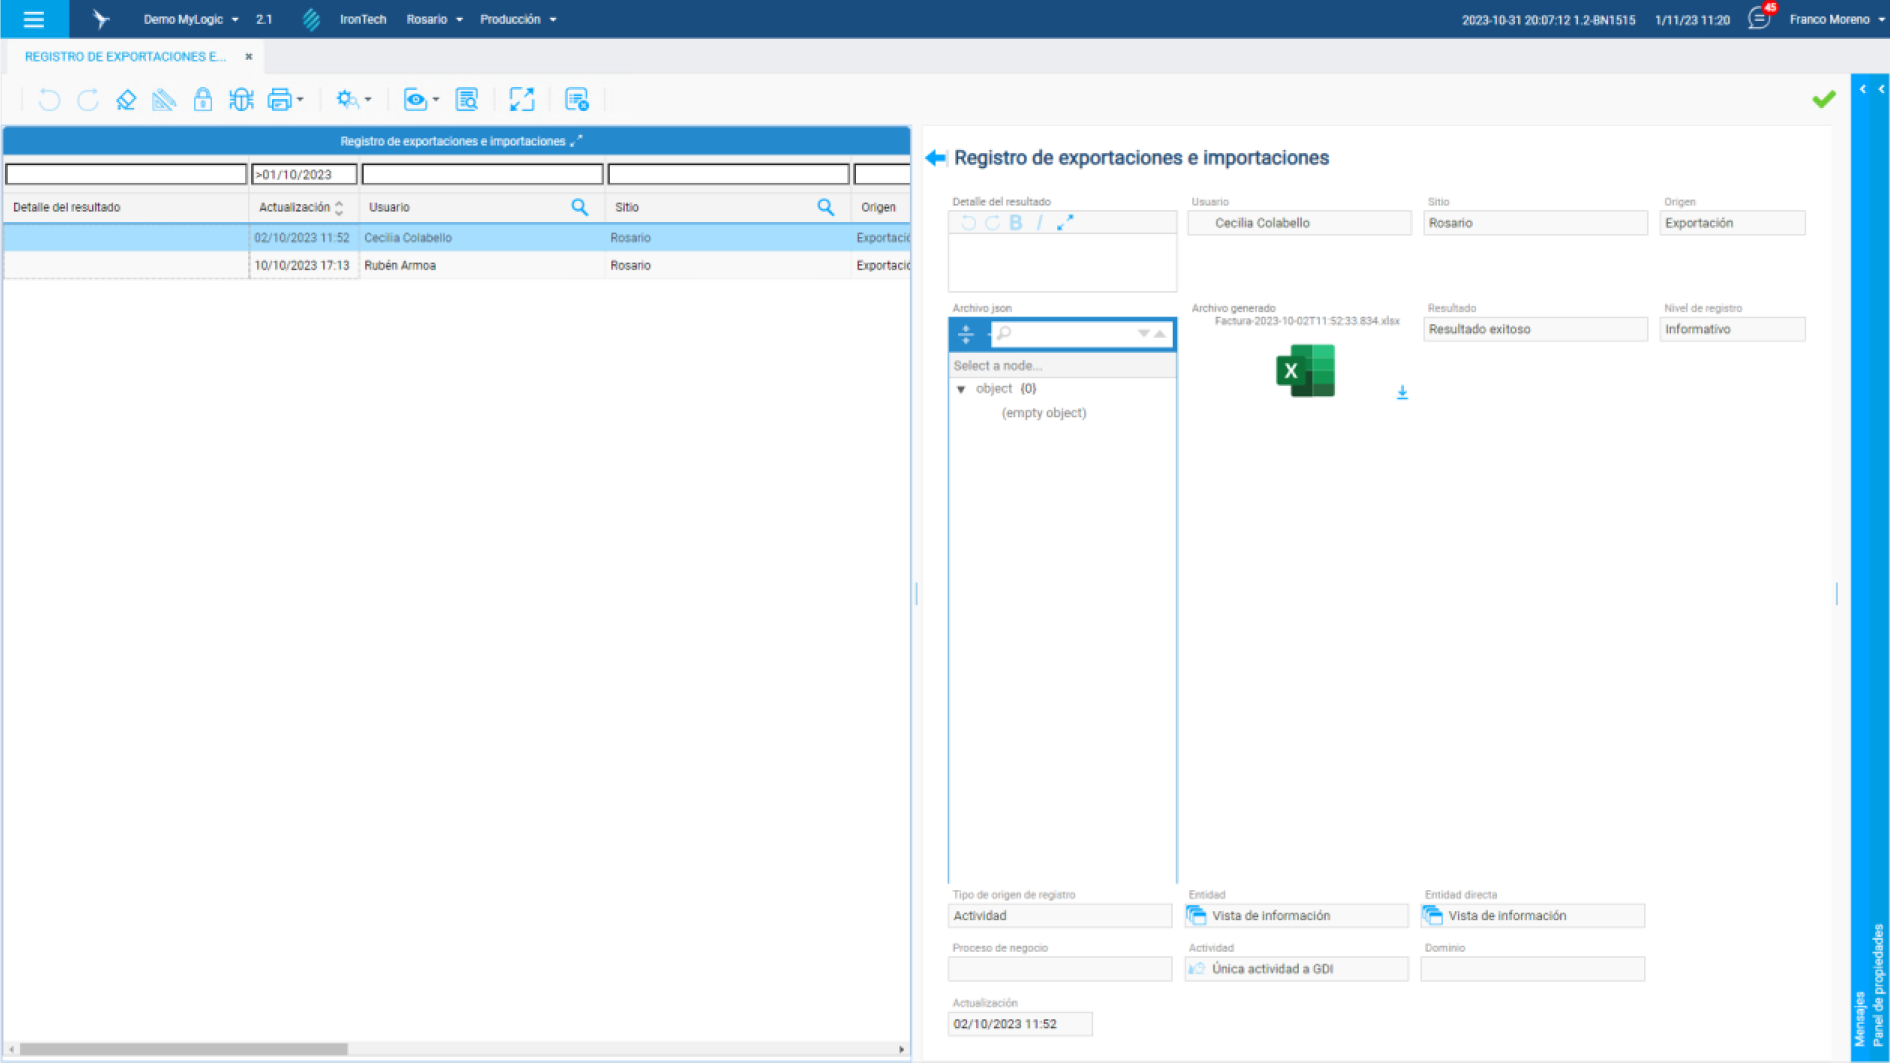 Demo MyLogic 2.1 IronTech Rosario Producción 2023-10-31 20:07:12 1.2-BN1515 1/11/23 11:20 45 Franco Moreno
REGISTRO DE EXPORTACIONES E...
Registro de exportaciones e importaciones
>01/10/2023
Detalle del resultado Actualización Usuario Sitio Origen
02/10/2023 11:52 Cecilia Colabello Rosario Exportació
10/10/2023 17:13 Rubén Armoa Rosario Exportació
Registro de exportaciones e importaciones
Detalle del resultado Usuario Sitio Origen
B I Cecilia Colabello Rosario Exportación
Archivo json Archivo generado Resultado Nivel de registro
Factura-2023-10-02T11:52:33.834.xlsx Resultado exitoso Informativo
Select a node...
X
object {0}
(empty object)
Tipo de origen de registro Entidad Entidad directa
Actividad Vista de información Vista de información
Proceso de negocio Actividad Dominio
Única actividad a GDI
Actualización
02/10/2023 11:52
Mensajes
Panel de propiedades